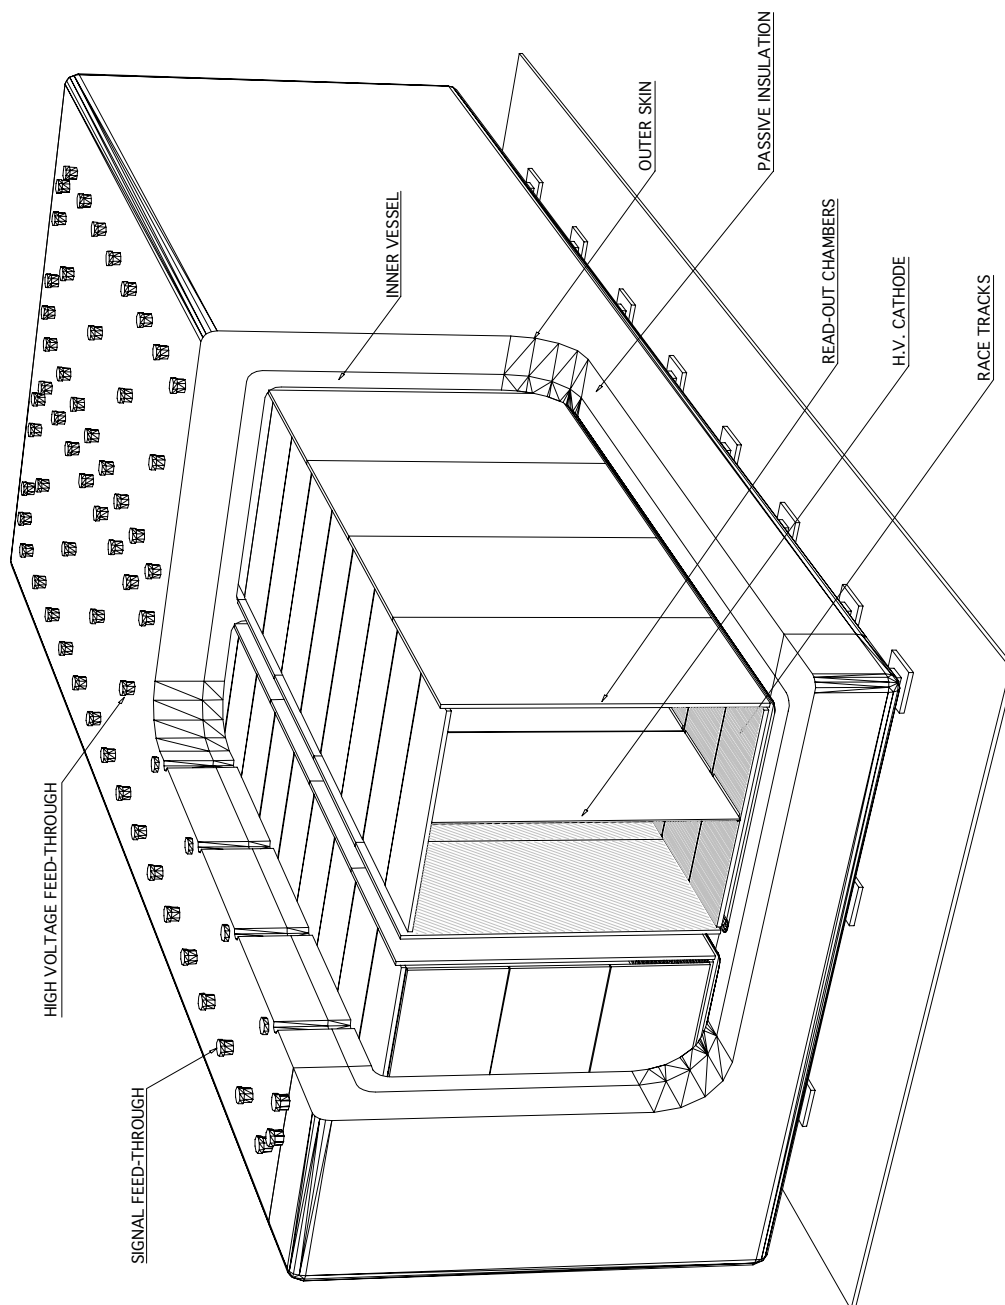 SIGNAL FEED-THROUGH
HIGH VOLTAGE FEED-THROUGH
INNER VESSEL
OUTER SKIN
PASSIVE INSULATION
READ-OUT CHAMBERS
H.V. CATHODE
RACE TRACKS